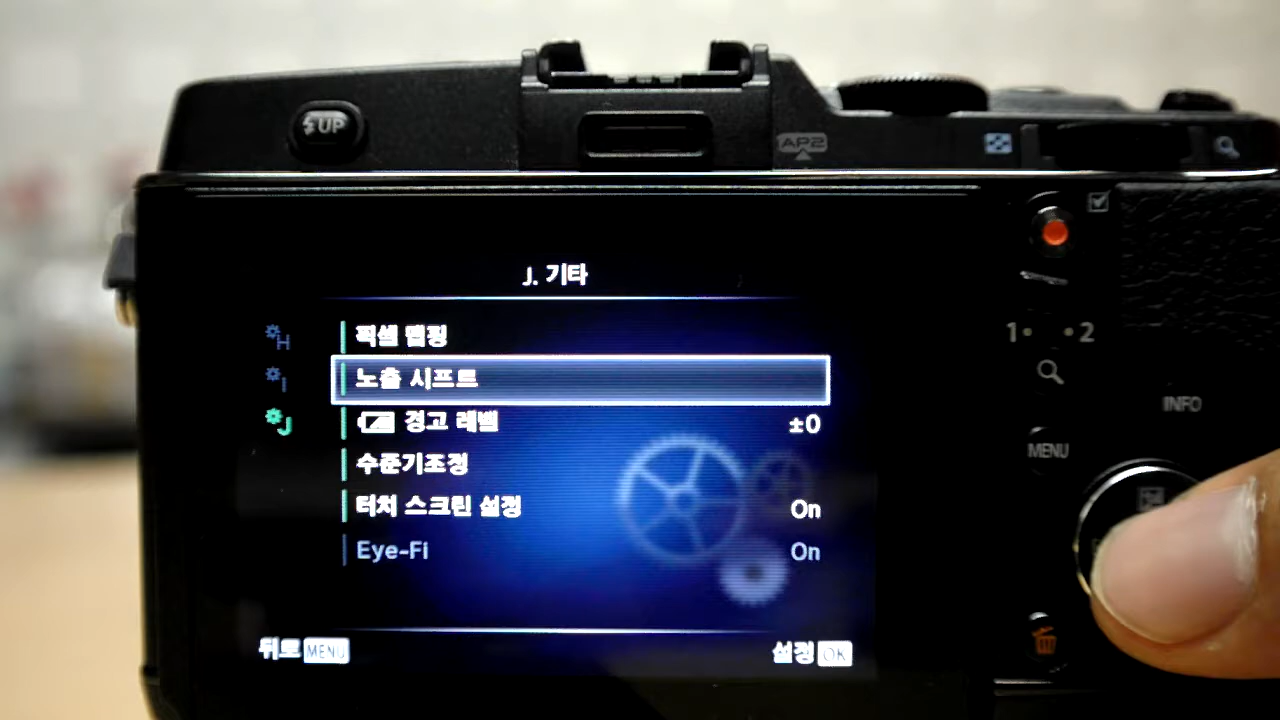 UP
AP2
J. 기타
H
픽셀 맵핑
I
노출 시프트
J
경고 레벨 ±0
수준기조정
터치 스크린 설정 On
Eye-Fi On
뒤로 MENU
설정 OK
1 2
INFO
MENU